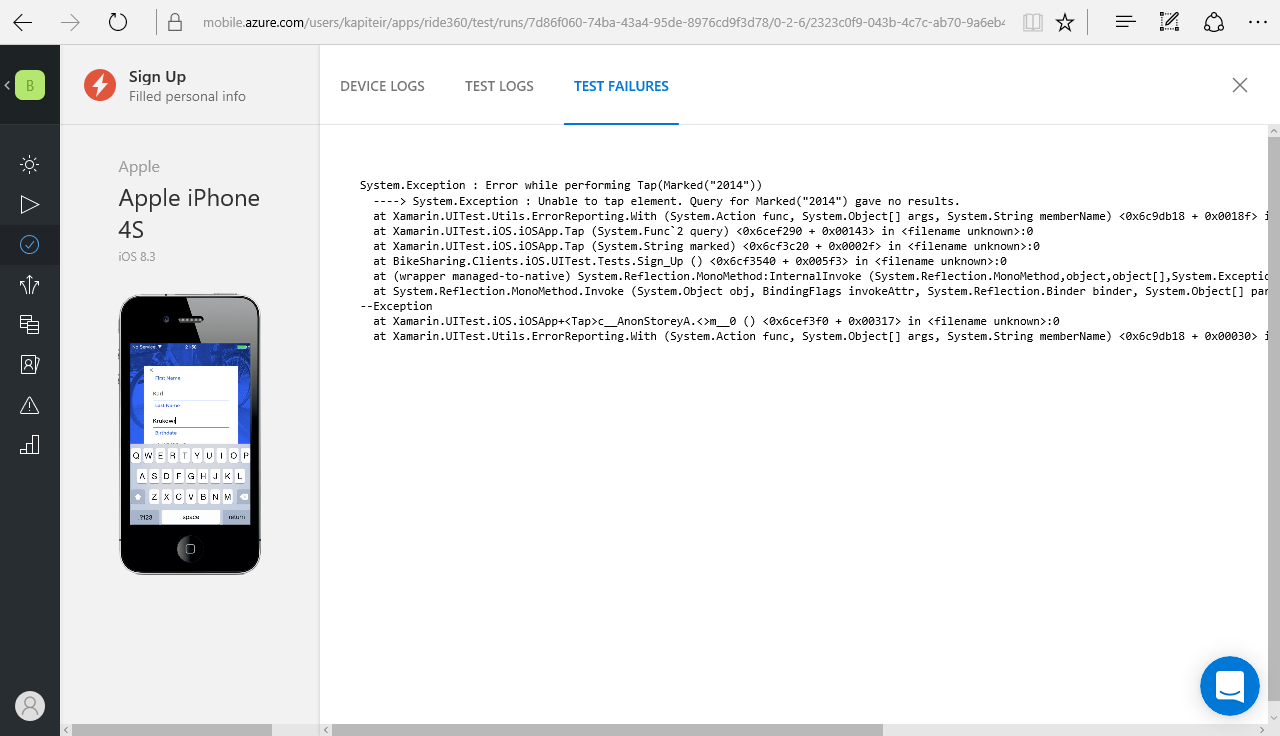 mobile.azure.com/users/kapiteir/apps/ride360/test/runs/7d86f060-74ba-43a4-95de-8976cd9f3d78/0-2-6/2323c0f9-043b-4c7c-ab70-9a6eb4
B
Sign Up
Filled personal info
DEVICE LOGS
TEST LOGS
TEST FAILURES
Apple
Apple iPhone
4S
iOS 8.3
No Service
First Name
Last Name
Birthdate
Q W E R T Y U I O P
A S D F G H J K L
Z X C V B N M
.?123 space return
System.Exception : Error while performing Tap(Marked("2014"))
----> System.Exception : Unable to tap element. Query for Marked("2014") gave no results.
at Xamarin.UITest.Utils.ErrorReporting.With (System.Action func, System.Object[] args, System.String memberName) <0x6c9db18 + 0x0018f> i
at Xamarin.UITest.iOS.iOSApp.Tap (System.Func`2 query) <0x6cef290 + 0x00143> in <filename unknown>:0
at Xamarin.UITest.iOS.iOSApp.Tap (System.String marked) <0x6cf3c20 + 0x0002f> in <filename unknown>:0
at BikeSharing.Clients.iOS.UITest.Tests.Sign_Up () <0x6cf3540 + 0x005f3> in <filename unknown>:0
at (wrapper managed-to-native) System.Reflection.MonoMethod:InternalInvoke (System.Reflection.MonoMethod,object,object[],System.Exceptio
at System.Reflection.MonoMethod.Invoke (System.Object obj, BindingFlags invokeAttr, System.Reflection.Binder binder, System.Object[] par
--Exception
at Xamarin.UITest.iOS.iOSApp+<Tap>c__AnonStoreyA.<>m__0 () <0x6cef3f0 + 0x00317> in <filename unknown>:0
at Xamarin.UITest.Utils.ErrorReporting.With (System.Action func, System.Object[] args, System.String memberName) <0x6c9db18 + 0x00030> i